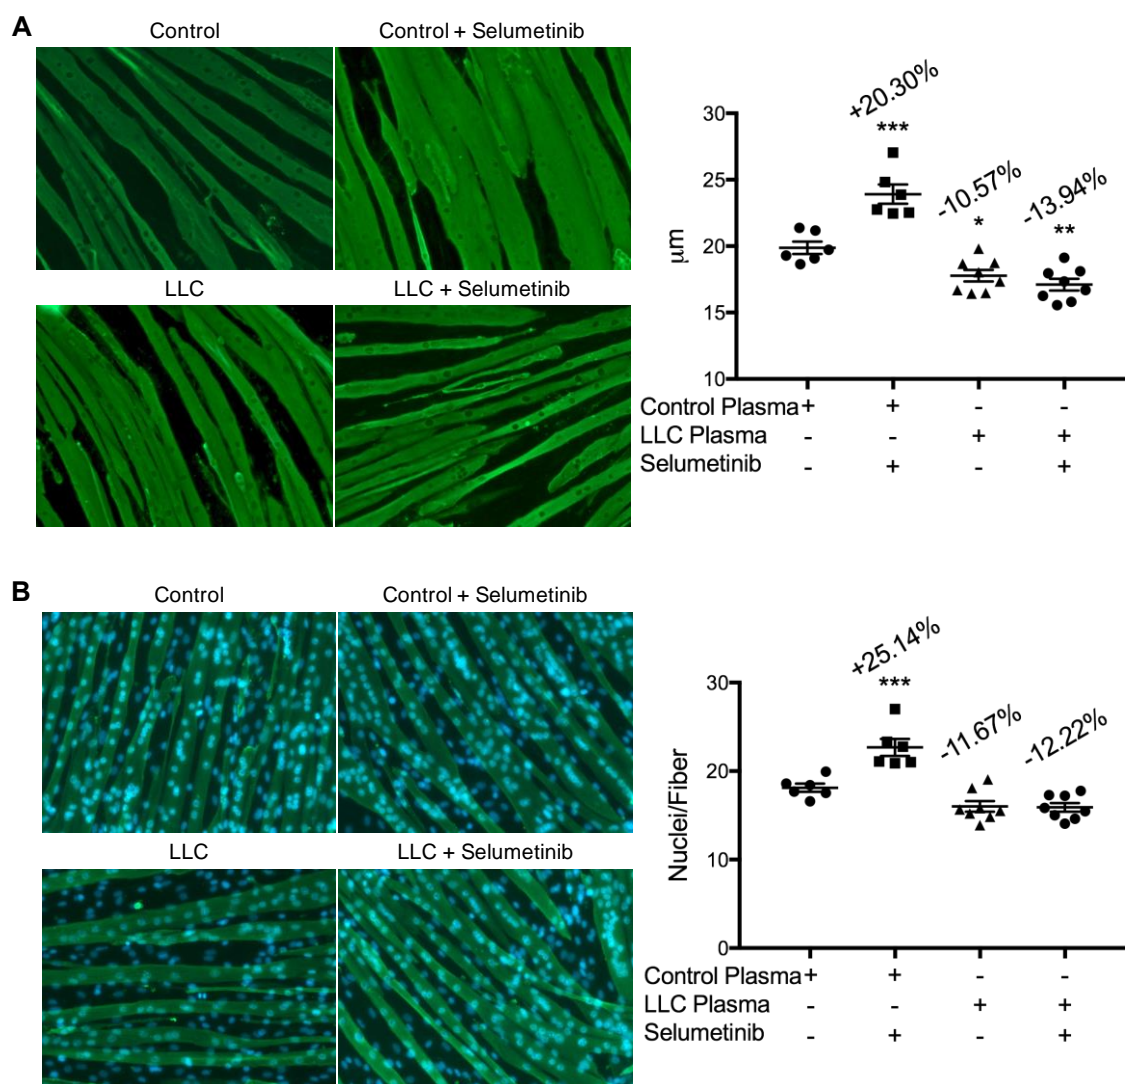 A
Control
Control + Selumetinib
LLC
LLC + Selumetinib
+20.30%
***
-10.57%
*
-13.94%
**
30
25
20
15
10
μm
Control Plasma + + - -
LLC Plasma - - + +
Selumetinib - + - +
B
Control
Control + Selumetinib
LLC
LLC + Selumetinib
+25.14%
***
-11.67%
-12.22%
30
20
10
0
Nuclei/Fiber
Control Plasma + + - -
LLC Plasma - - + +
Selumetinib - + - +